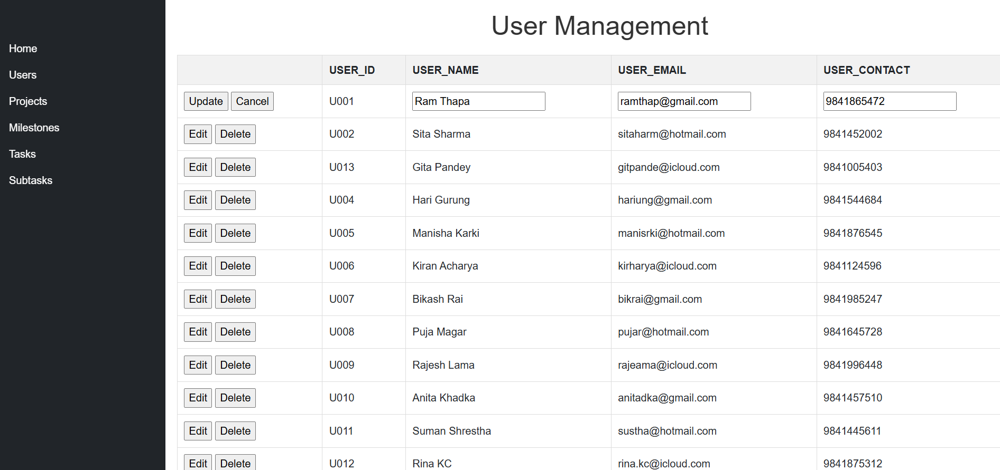 User Management
Home
Users
Projects
Milestones
Tasks
Subtasks
USER_ID USER_NAME USER_EMAIL USER_CONTACT
Update Cancel U001 Ram Thapa ramthap@gmail.com 9841865472
Edit Delete U002 Sita Sharma sitaharm@hotmail.com 9841452002
Edit Delete U013 Gita Pandey gitpande@icloud.com 9841005403
Edit Delete U004 Hari Gurung hariung@gmail.com 9841544684
Edit Delete U005 Manisha Karki manisrki@hotmail.com 9841876545
Edit Delete U006 Kiran Acharya kirharya@icloud.com 9841124596
Edit Delete U007 Bikash Rai bikrai@gmail.com 9841985247
Edit Delete U008 Puja Magar pujar@hotmail.com 9841645728
Edit Delete U009 Rajesh Lama rajeama@icloud.com 9841996448
Edit Delete U010 Anita Khadka anitadka@gmail.com 9841457510
Edit Delete U011 Suman Shrestha sustha@hotmail.com 9841445611
Edit Delete U012 Rina KC rina.kc@icloud.com 9841875312